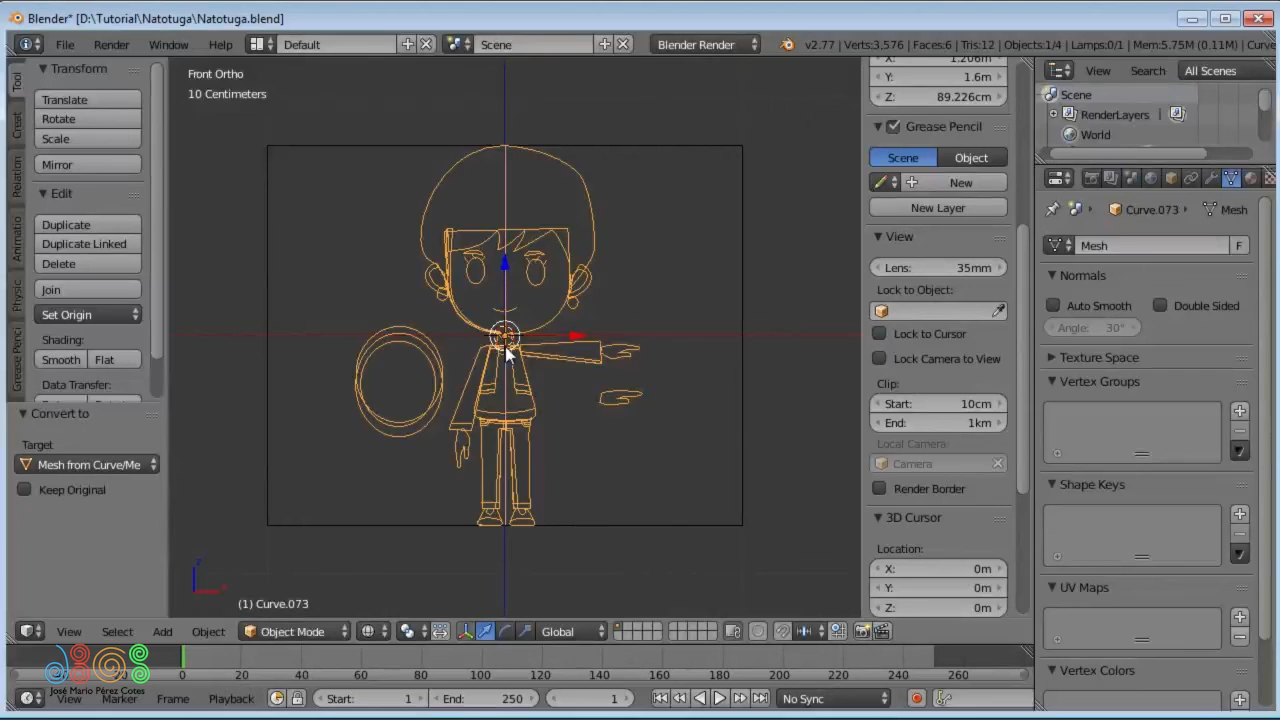 Blender* [D:\Tutorial\Natotuga\Natotuga.blend]
File Render Window Help Default Scene Blender Render v2.77 | Verts:3,576 | Faces:6 | Tris:12 | Objects:1/4 | Lamps:0/1 | Mem:5.75M (0.11M) | Curve
Tool
Creat
Relation
Animatio
Physic
Grease Penci
Transform
Translate
Rotate
Scale
Mirror
Edit
Duplicate
Duplicate Linked
Delete
Join
Set Origin
Shading:
Smooth Flat
Data Transfer:
Convert to
Target
Mesh from Curve/Me
Keep Original
Front Ortho
10 Centimeters
z
(1) Curve.073
View Select Add Object Object Mode Global
X: 1.206m
Y: 1.6m
Z: 89.226cm
Grease Pencil
Scene Object
New
New Layer
View
Lens: 35mm
Lock to Object:
Lock to Cursor
Lock Camera to View
Clip:
Start: 10cm
End: 1km
Local Camera:
Camera
Render Border
3D Cursor
Location:
X: 0m
Y: 0m
Z: 0m
View Search All Scenes
Scene
RenderLayers |
World
Curve.073 Mesh
Mesh F
Normals
Auto Smooth Double Sided
Angle: 30°
Texture Space
Vertex Groups
Shape Keys
UV Maps
Vertex Colors
0 20 40 60 80 100 120 140 160 180 200 220 240 260
José Mario Pérez Cotes
View Marker Frame Playback Start: 1 End: 250 1 No Sync